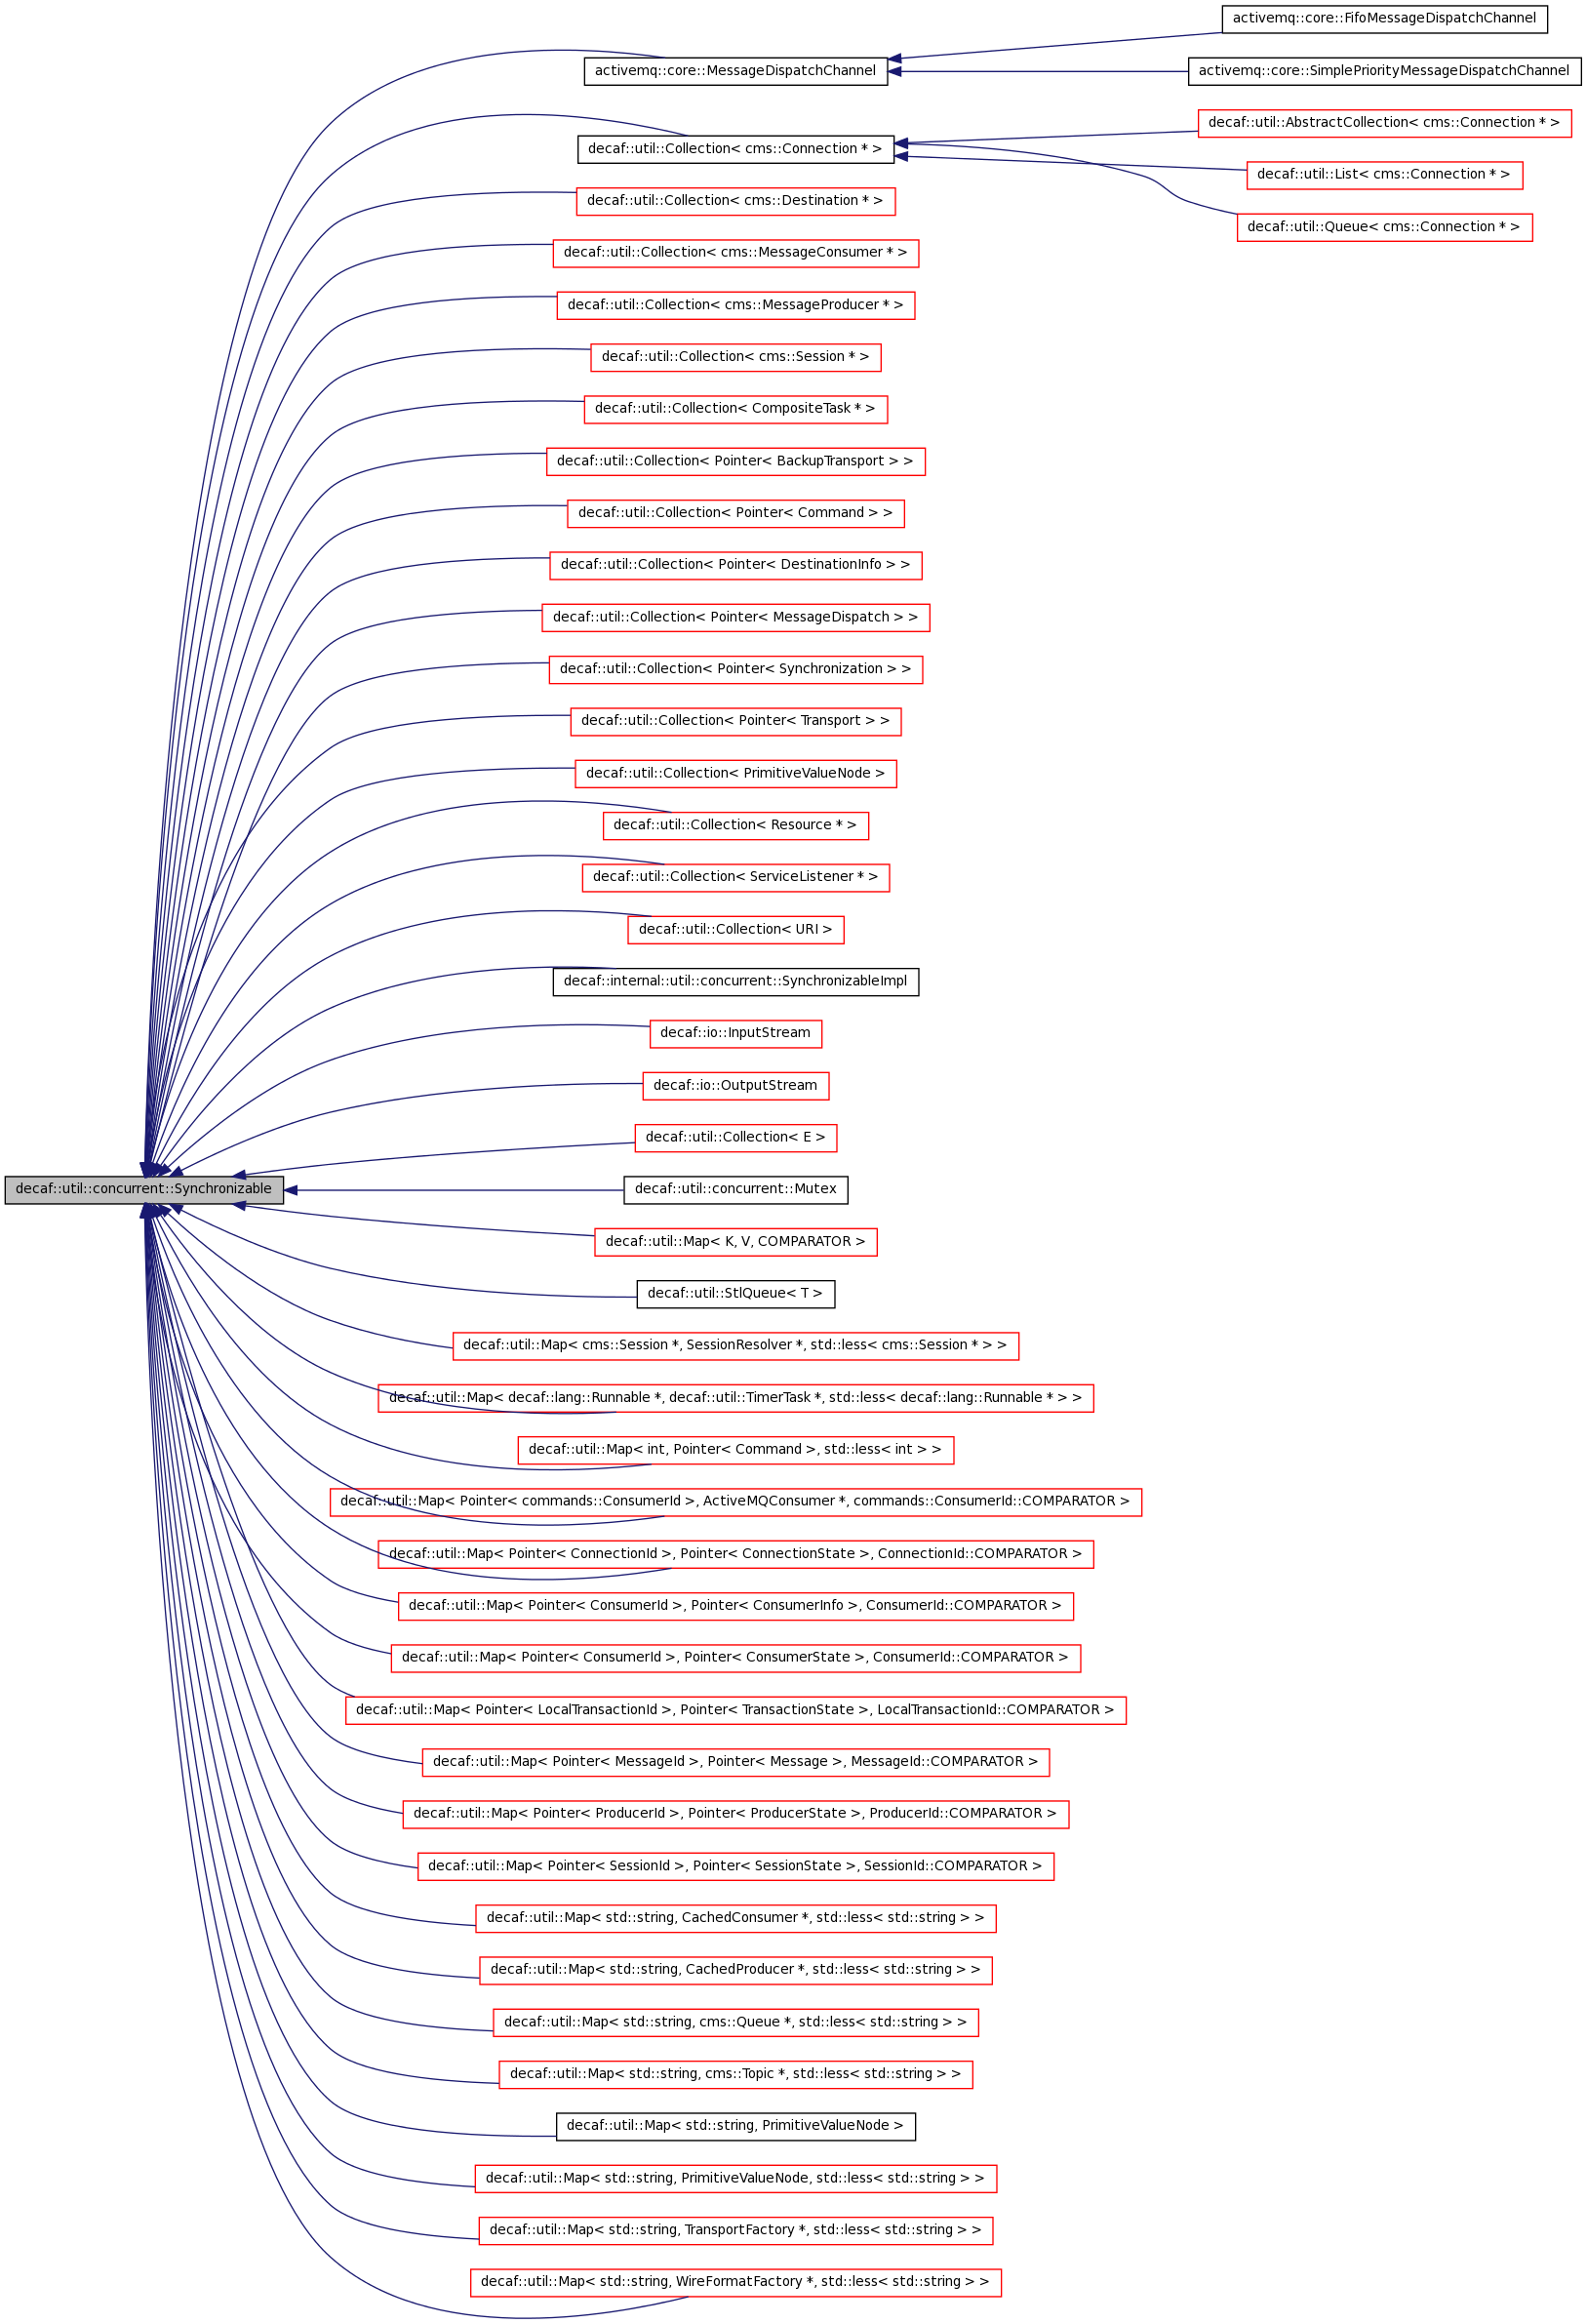 activemq::core::FifoMessageDispatchChannel
activemq::core::MessageDispatchChannel
activemq::core::SimplePriorityMessageDispatchChannel
decaf::util::AbstractCollection< cms::Connection * >
decaf::util::Collection< cms::Connection * >
decaf::util::List< cms::Connection * >
decaf::util::Collection< cms::Destination * >
decaf::util::Queue< cms::Connection * >
decaf::util::Collection< cms::MessageConsumer * >
decaf::util::Collection< cms::MessageProducer * >
decaf::util::Collection< cms::Session * >
decaf::util::Collection< CompositeTask * >
decaf::util::Collection< Pointer< BackupTransport > >
decaf::util::Collection< Pointer< Command > >
decaf::util::Collection< Pointer< DestinationInfo > >
decaf::util::Collection< Pointer< MessageDispatch > >
decaf::util::Collection< Pointer< Synchronization > >
decaf::util::Collection< Pointer< Transport > >
decaf::util::Collection< PrimitiveValueNode >
decaf::util::Collection< Resource * >
decaf::util::Collection< ServiceListener * >
decaf::util::Collection< URI >
decaf::internal::util::concurrent::SynchronizableImpl
decaf::io::InputStream
decaf::io::OutputStream
decaf::util::Collection< E >
decaf::util::concurrent::Synchronizable
decaf::util::concurrent::Mutex
decaf::util::Map< K, V, COMPARATOR >
decaf::util::StlQueue< T >
decaf::util::Map< cms::Session *, SessionResolver *, std::less< cms::Session * > >
decaf::util::Map< decaf::lang::Runnable *, decaf::util::TimerTask *, std::less< decaf::lang::Runnable * > >
decaf::util::Map< int, Pointer< Command >, std::less< int > >
decaf::util::Map< Pointer< commands::ConsumerId >, ActiveMQConsumer *, commands::ConsumerId::COMPARATOR >
decaf::util::Map< Pointer< ConnectionId >, Pointer< ConnectionState >, ConnectionId::COMPARATOR >
decaf::util::Map< Pointer< ConsumerId >, Pointer< ConsumerInfo >, ConsumerId::COMPARATOR >
decaf::util::Map< Pointer< ConsumerId >, Pointer< ConsumerState >, ConsumerId::COMPARATOR >
decaf::util::Map< Pointer< LocalTransactionId >, Pointer< TransactionState >, LocalTransactionId::COMPARATOR >
decaf::util::Map< Pointer< MessageId >, Pointer< Message >, MessageId::COMPARATOR >
decaf::util::Map< Pointer< ProducerId >, Pointer< ProducerState >, ProducerId::COMPARATOR >
decaf::util::Map< Pointer< SessionId >, Pointer< SessionState >, SessionId::COMPARATOR >
decaf::util::Map< std::string, CachedConsumer *, std::less< std::string > >
decaf::util::Map< std::string, CachedProducer *, std::less< std::string > >
decaf::util::Map< std::string, cms::Queue *, std::less< std::string > >
decaf::util::Map< std::string, cms::Topic *, std::less< std::string > >
decaf::util::Map< std::string, PrimitiveValueNode >
decaf::util::Map< std::string, PrimitiveValueNode, std::less< std::string > >
decaf::util::Map< std::string, TransportFactory *, std::less< std::string > >
decaf::util::Map< std::string, WireFormatFactory *, std::less< std::string > >